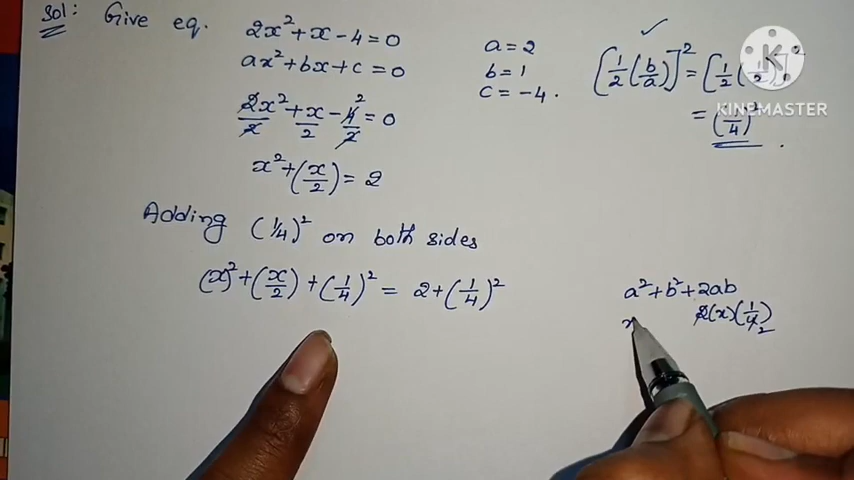 Sol: Give eq. 2x² + x - 4 = 0
ax² + bx + c = 0
2x²/2 + x/2 - 4/2 = 0
x² + (x/2) = 2
a = 2
b = 1
c = -4.
[1/2 (b/a)]² = [1/2 (1/2)]²
= (1/4)².
KINEMASTER
Adding (1/4)² on both sides
(x)² + (x/2) + (1/4)² = 2 + (1/4)²
a² + b² + 2ab
x 2(x)(1/4)
2